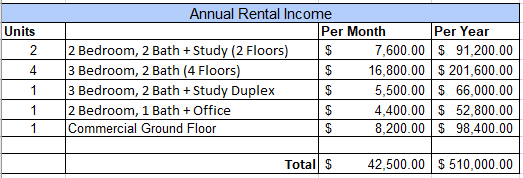 Annual Rental Income
Units Per Month Per Year
2 2 Bedroom, 2 Bath + Study (2 Floors) $ 7,600.00 $ 91,200.00
4 3 Bedroom, 2 Bath (4 Floors) $ 16,800.00 $ 201,600.00
1 3 Bedroom, 2 Bath + Study Duplex $ 5,500.00 $ 66,000.00
1 2 Bedroom, 1 Bath + Office $ 4,400.00 $ 52,800.00
1 Commercial Ground Floor $ 8,200.00 $ 98,400.00
Total $ 42,500.00 $ 510,000.00